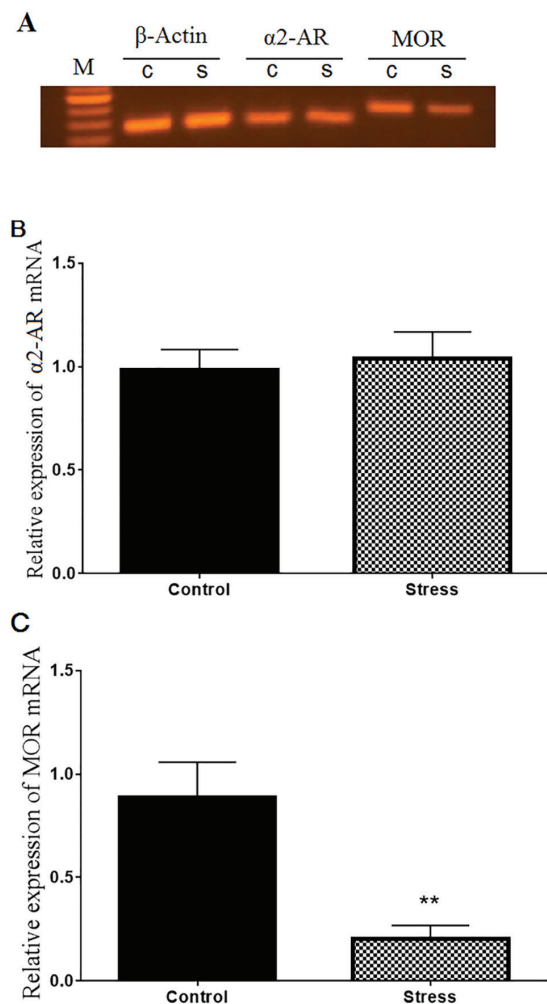 A
β-Actin α2-AR MOR
M C S C S C S
B
Relative expression of α2-AR mRNA
1.5
1.0
0.5
0.0
Control Stress
C
Relative expression of MOR mRNA
1.5
1.0
**
0.5
0.0
Control Stress